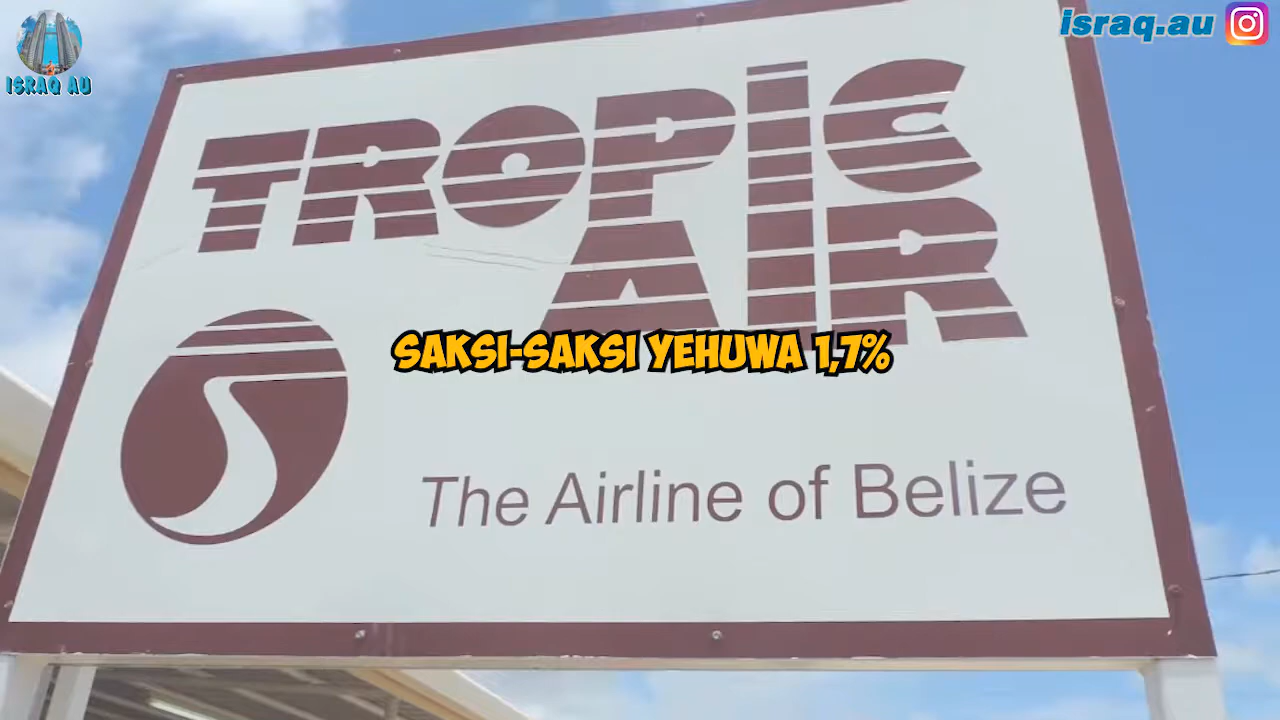 ISRAQ AU
israq.au
TROPIC
AIR
SAKSI-SAKSI YEHUWA 1,7%
The Airline of Belize